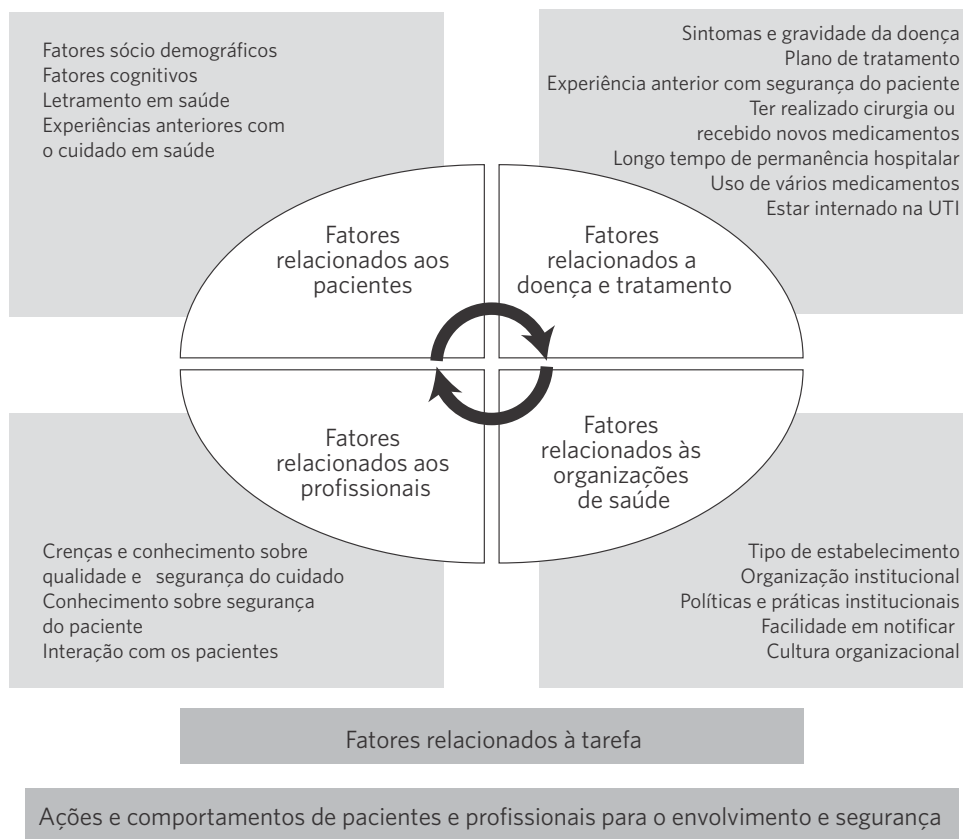 Fatores sócio demográficos
Fatores cognitivos
Letramento em saúde
Experiências anteriores com
o cuidado em saúde
Sintomas e gravidade da doença
Plano de tratamento
Experiência anterior com segurança do paciente
Ter realizado cirurgia ou
recebido novos medicamentos
Longo tempo de permanência hospitalar
Uso de vários medicamentos
Estar internado na UTI
Fatores
relacionados aos
pacientes
Fatores
relacionados a
doença e tratamento
Fatores
relacionados aos
profissionais
Fatores
relacionados às
organizações
de saúde
Crenças e conhecimento sobre
qualidade e segurança do cuidado
Conhecimento sobre segurança
do paciente
Interação com os pacientes
Tipo de estabelecimento
Organização institucional
Políticas e práticas institucionais
Facilidade em notificar
Cultura organizacional
Fatores relacionados à tarefa
Ações e comportamentos de pacientes e profissionais para o envolvimento e segurança